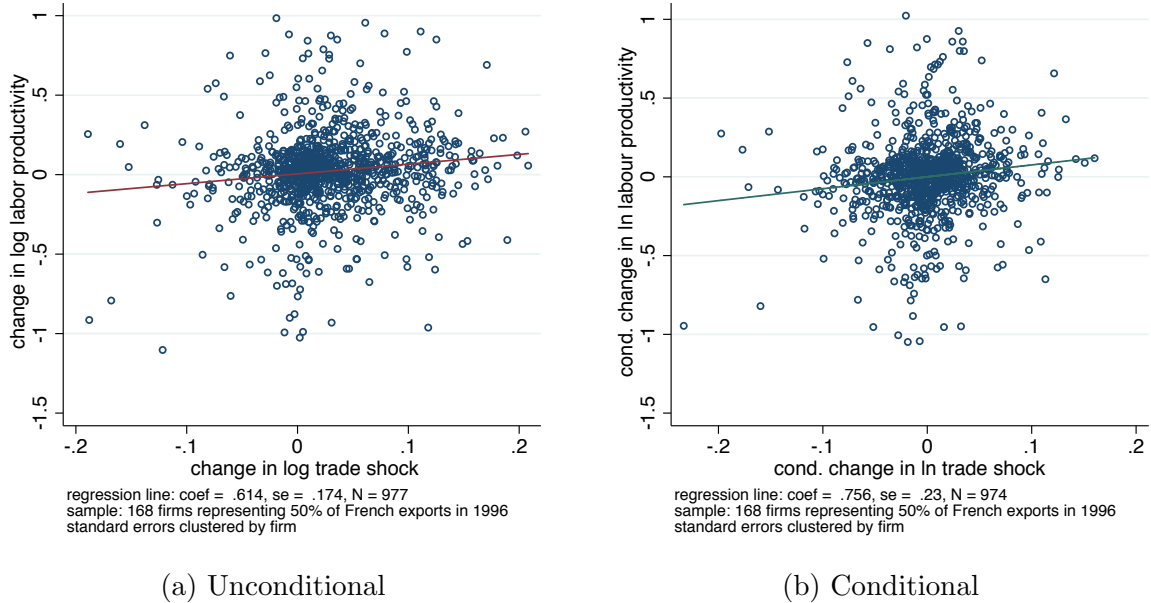 1
.5
0
-.5
-1
-1.5
change in log labor productivity
-.2
-.1
0
.1
.2
change in log trade shock
regression line: coef = .614, se = .174, N = 977
sample: 168 firms representing 50% of French exports in 1996
standard errors clustered by firm
(a) Unconditional
1
.5
0
-.5
-1
-1.5
cond. change in ln labour productivity
-.2
-.1
0
.1
.2
cond. change in ln trade shock
regression line: coef = .756, se = .23, N = 974
sample: 168 firms representing 50% of French exports in 1996
standard errors clustered by firm
(b) Conditional